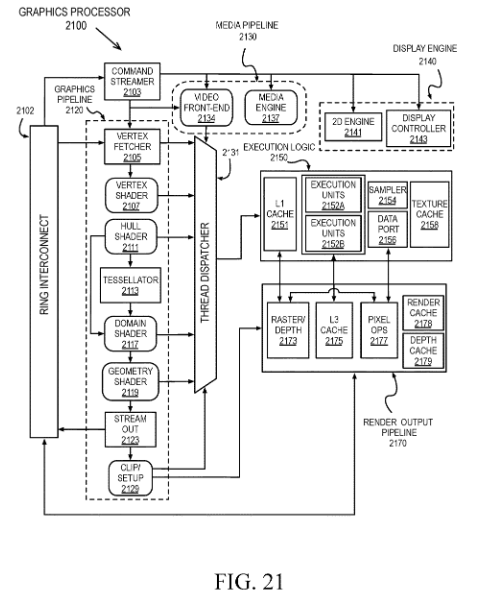 GRAPHICS PROCESSOR
2100
MEDIA PIPELINE
2130
DISPLAY ENGINE
2140
COMMAND
STREAMER
2103
GRAPHICS
PIPELINE
2120
VIDEO
FRONT-END
2134
MEDIA
ENGINE
2137
2D ENGINE
2141
DISPLAY
CONTROLLER
2143
2102
RING INTERCONNECT
VERTEX
FETCHER
2105
VERTEX
SHADER
2107
HULL
SHADER
2111
TESSELLATOR
2113
DOMAIN
SHADER
2117
GEOMETRY
SHADER
2119
STREAM
OUT
2123
CLIP/
SETUP
2129
2131
THREAD DISPATCHER
EXECUTION LOGIC
2150
L1
CACHE
2151
EXECUTION
UNITS
2152A
EXECUTION
UNITS
2152B
SAMPLER
2154
DATA
PORT
2156
TEXTURE
CACHE
2158
RASTER/
DEPTH
2173
L3
CACHE
2175
PIXEL
OPS
2177
RENDER
CACHE
2178
DEPTH
CACHE
2179
RENDER OUTPUT
PIPELINE
2170
FIG. 21